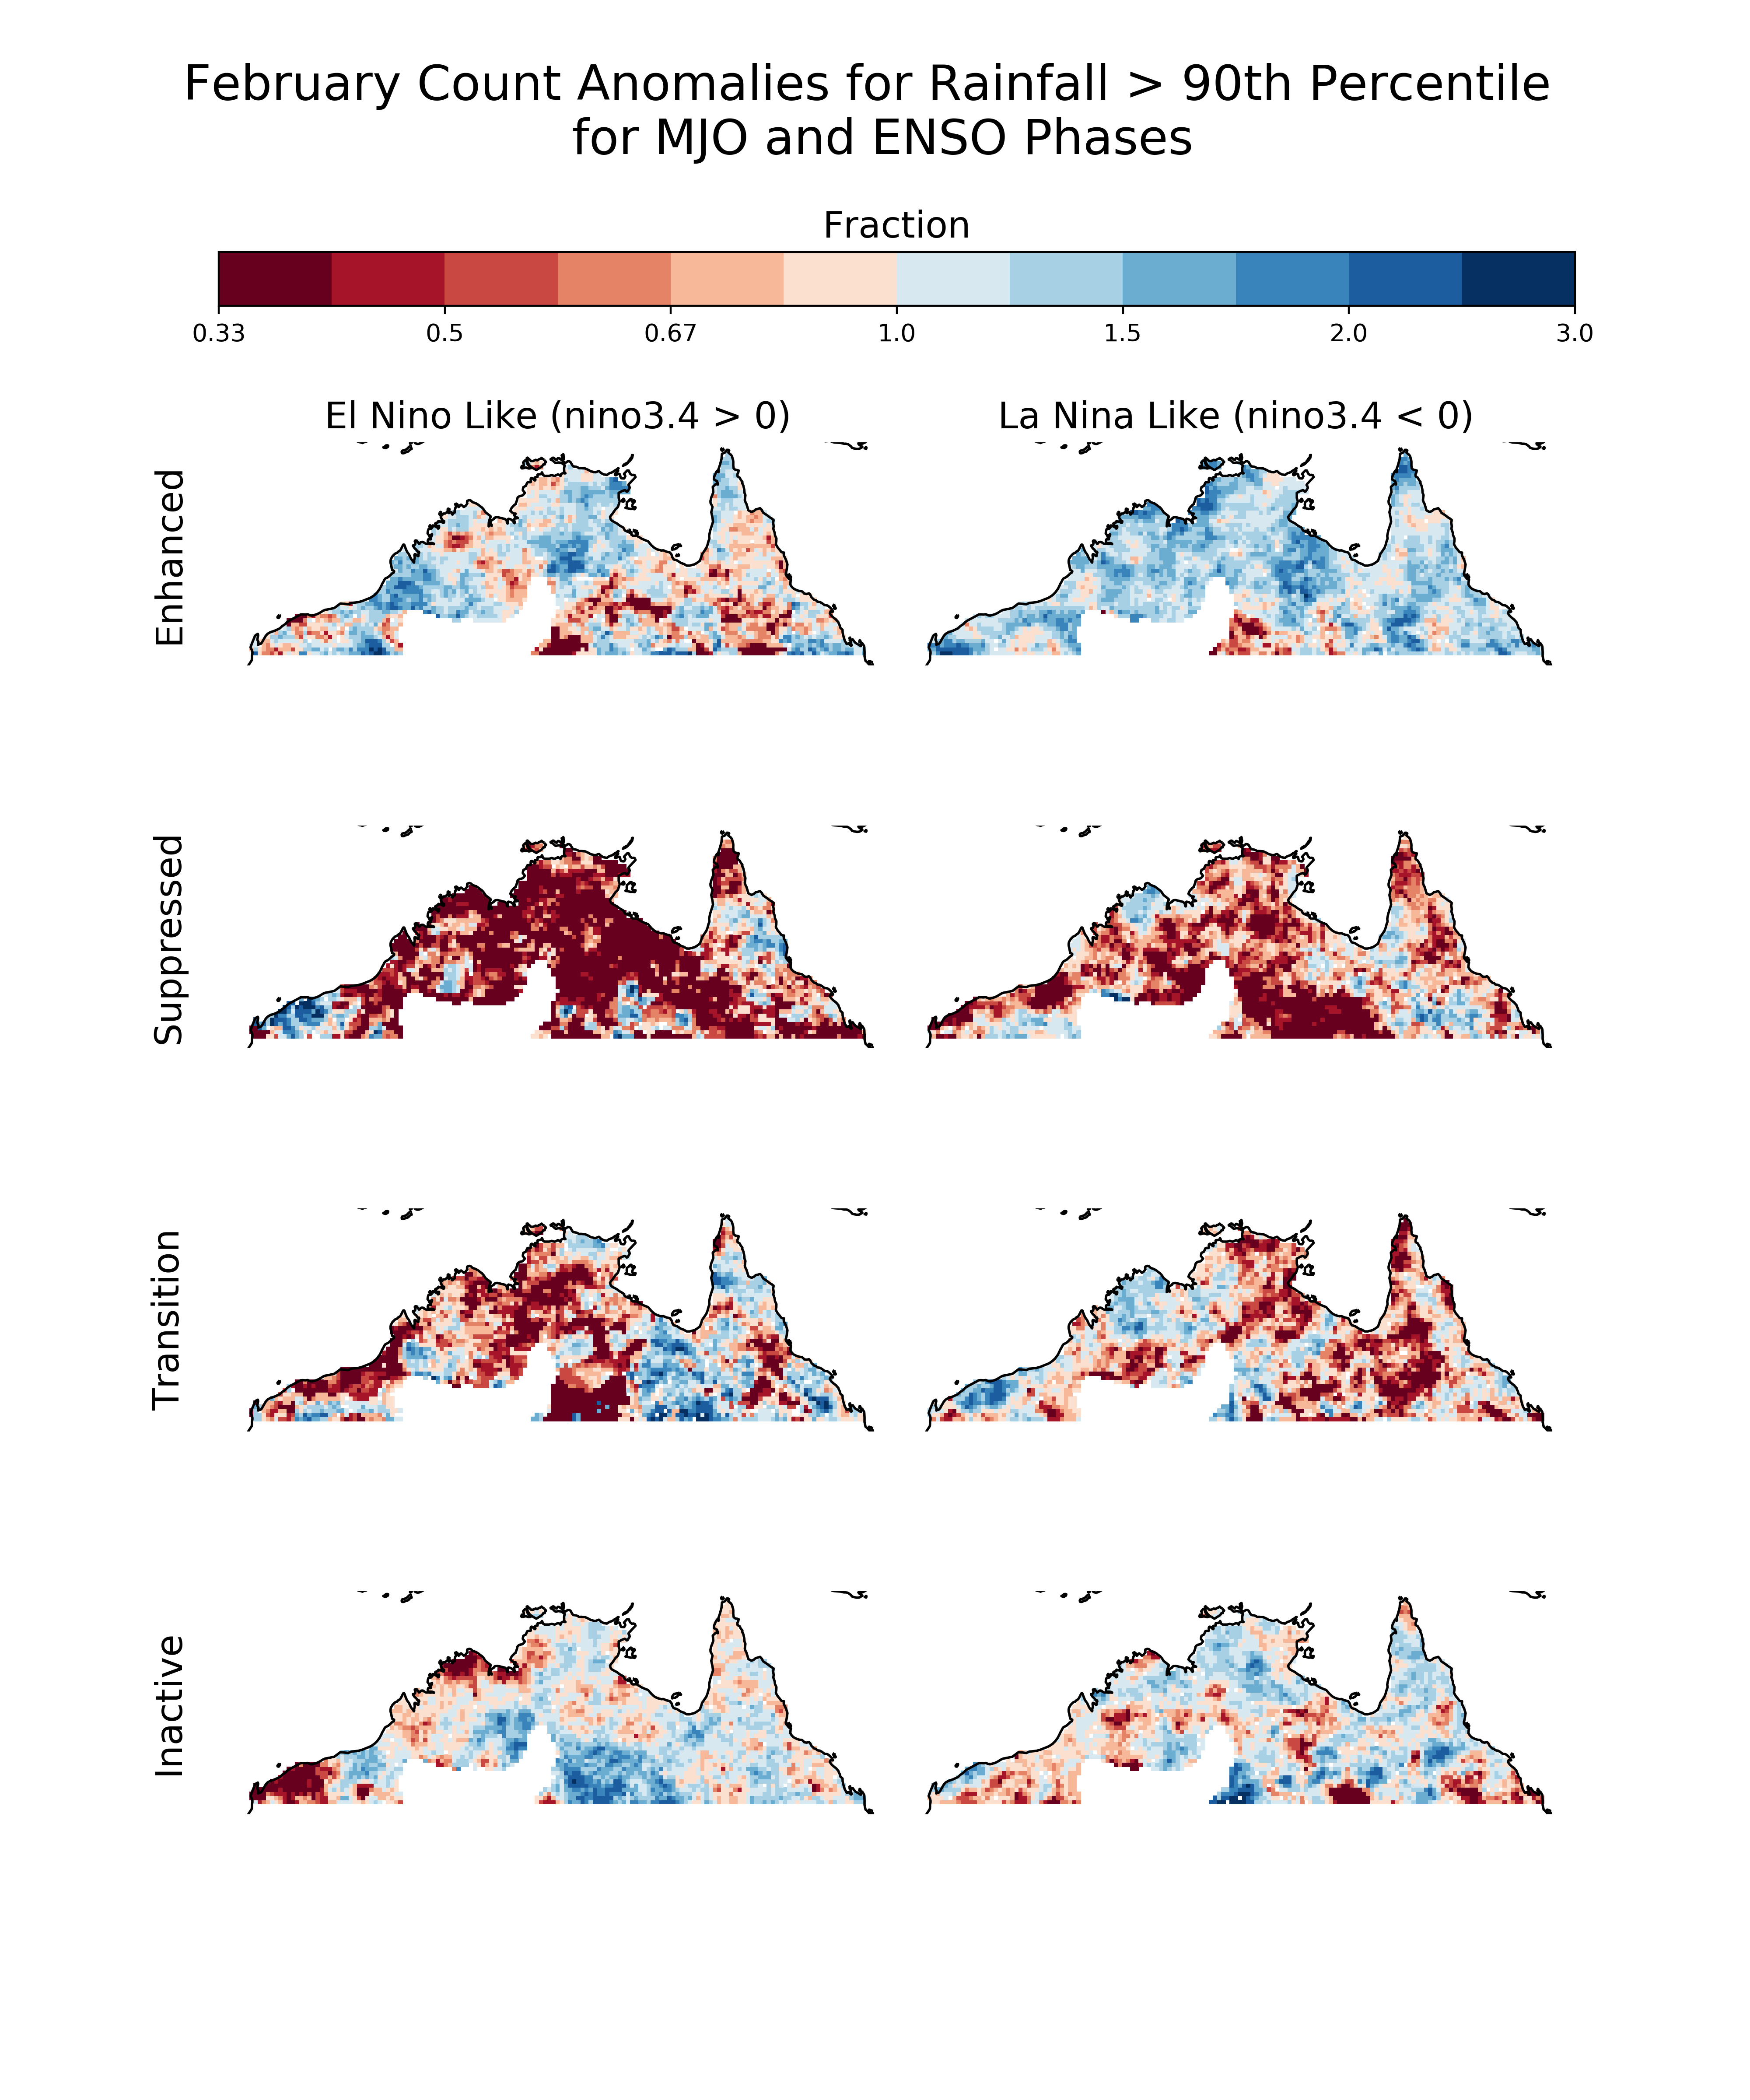 February Count Anomalies for Rainfall > 90th Percentile
for MJO and ENSO Phases
Fraction
0.33 0.5 0.67 1.0 1.5 2.0 3.0
El Nino Like (nino3.4 > 0) La Nina Like (nino3.4 < 0)
Enhanced
Suppressed
Transition
Inactive